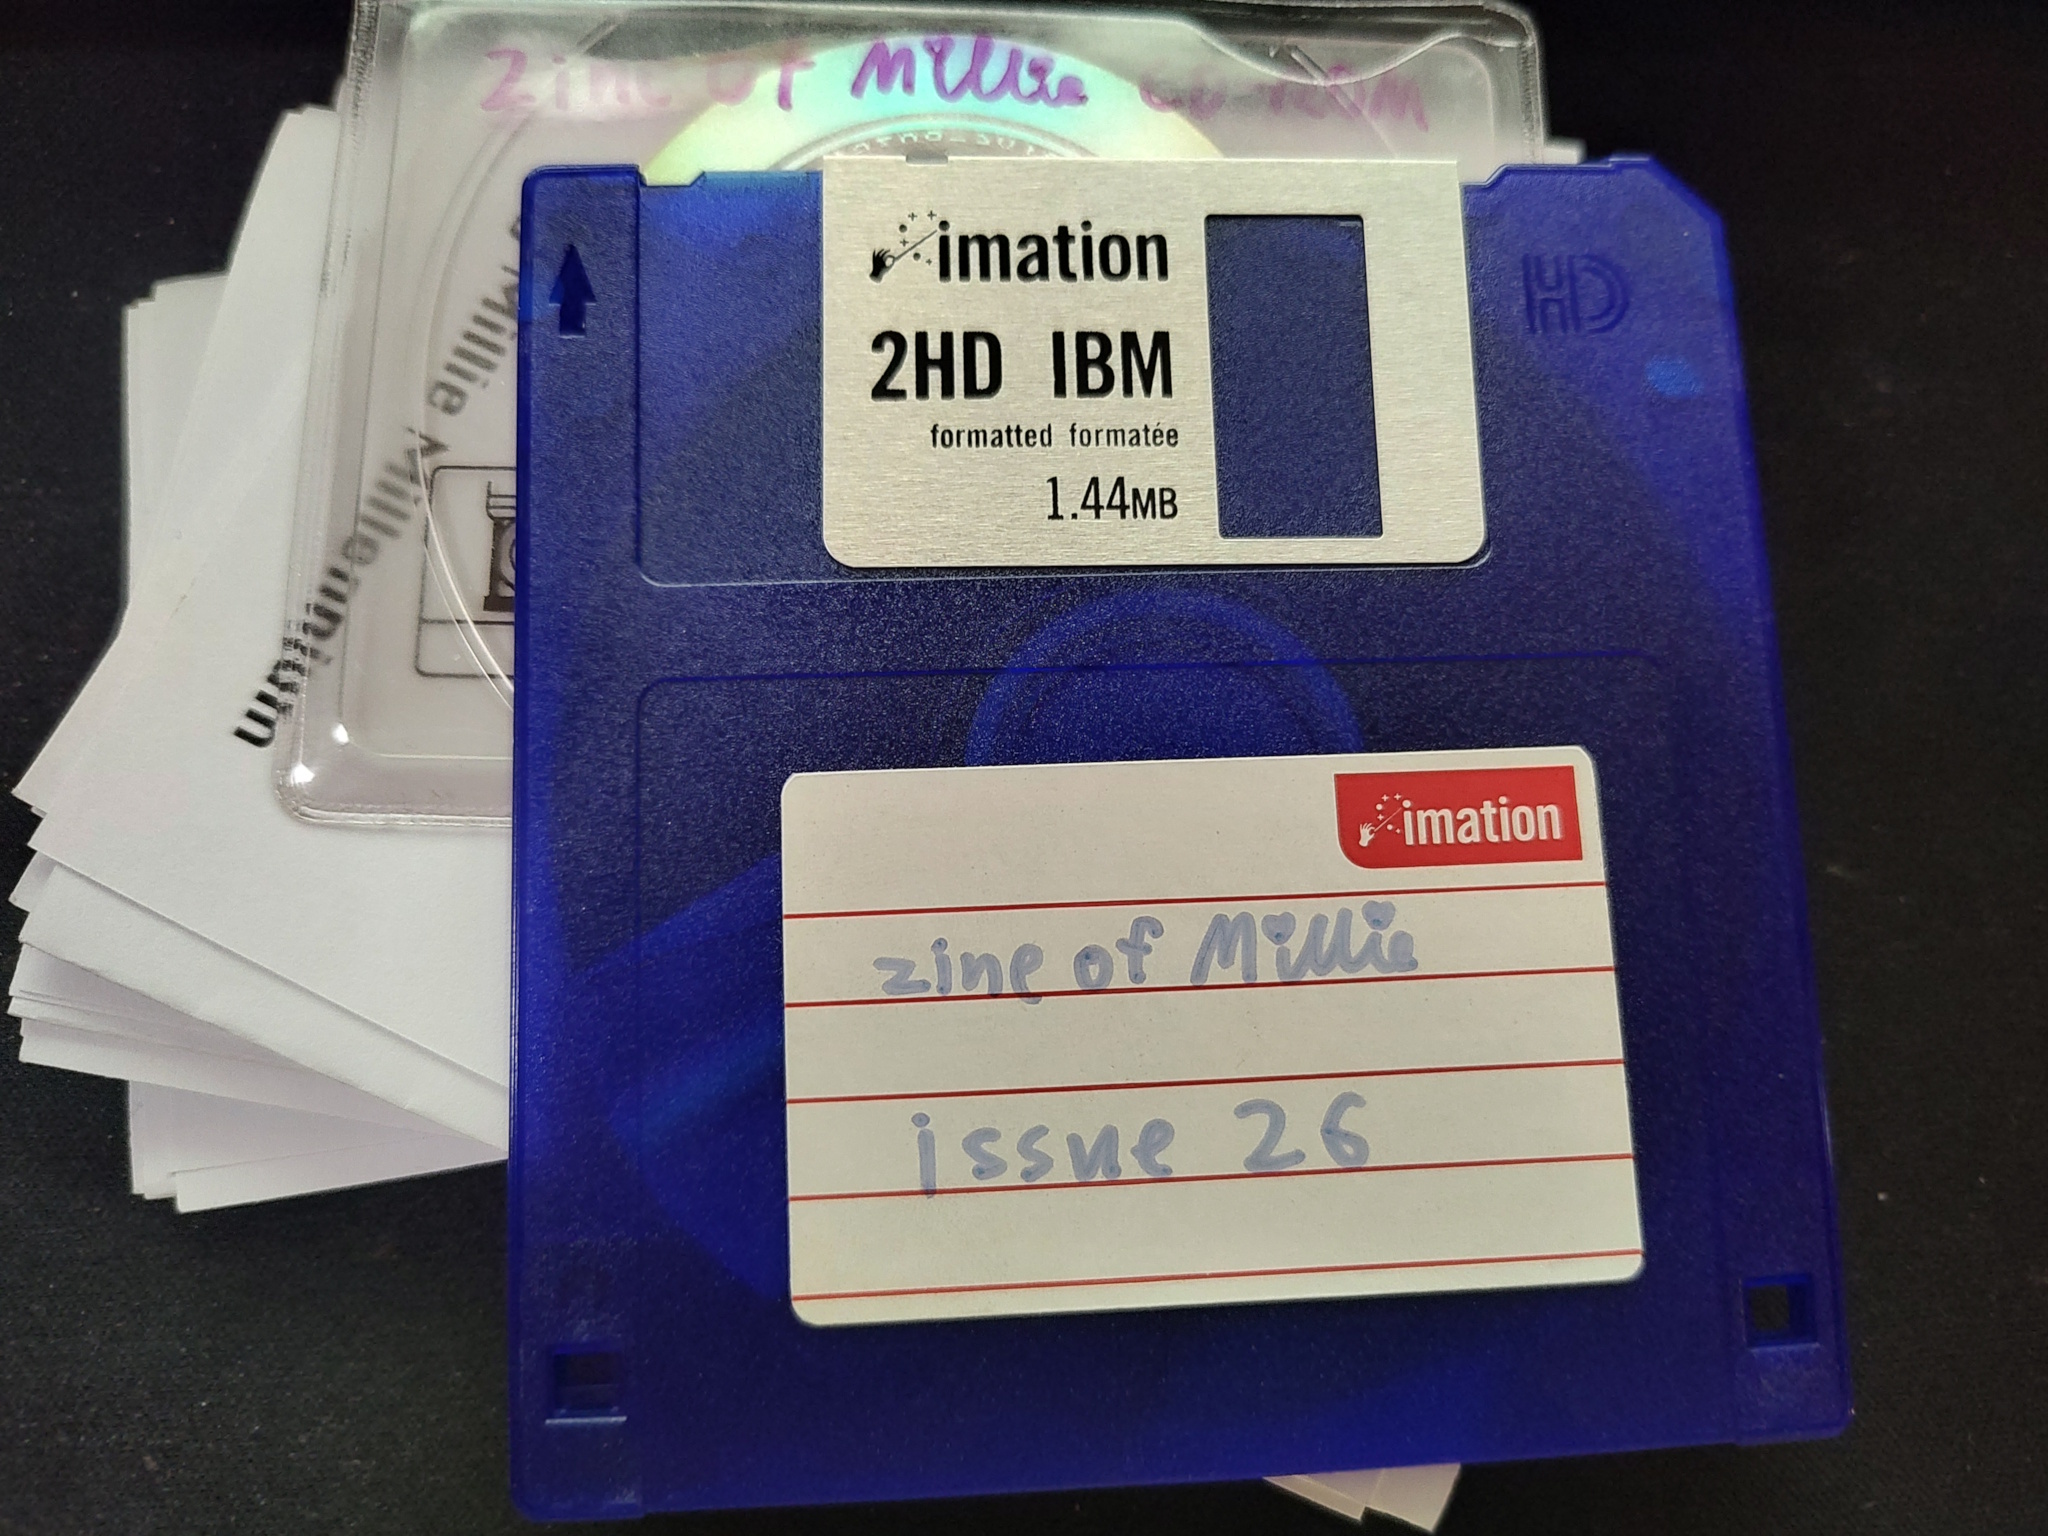 zine of Millie cd-room
imation
2HD IBM
formatted formatée
1.44MB
HD
Millie Millennium
imation
zine of Millie
issue 26